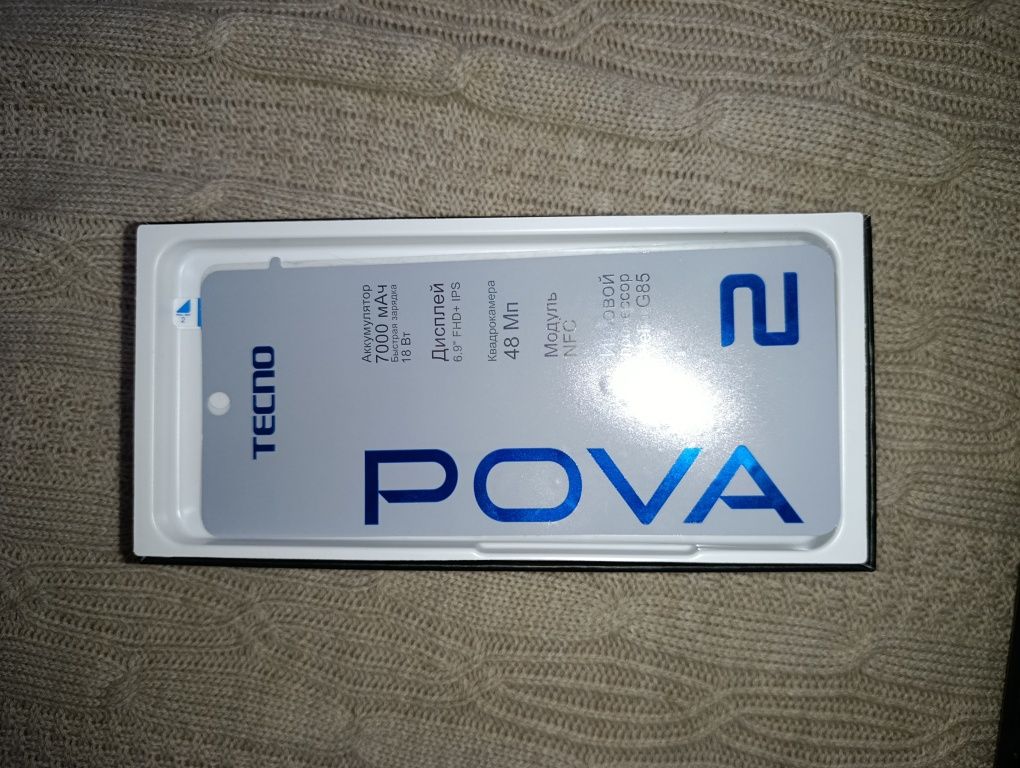 TECNO
Аккумулятор
7000 мАч
Быстрая зарядка
18 Вт
Дисплей
6.9" FHD+ IPS
Квадрокамера
48 Мп
Модуль
NFC
G85
POVA
2